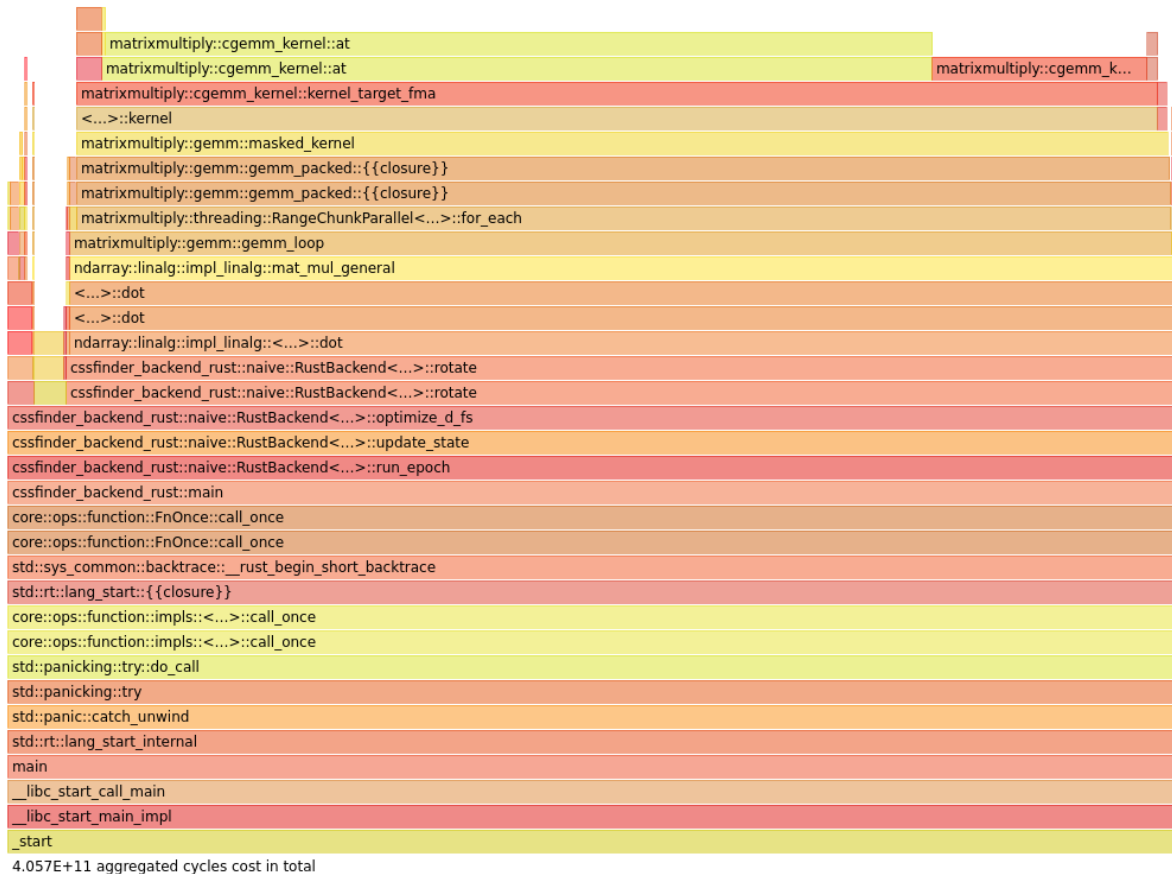 matrixmultiply::cgemm_kernel::at
matrixmultiply::cgemm_kernel::at matrixmultiply::cgemm_k...
matrixmultiply::cgemm_kernel::kernel_target_fma
<...>::kernel
matrixmultiply::gemm::masked_kernel
matrixmultiply::gemm::gemm_packed::{{closure}}
matrixmultiply::gemm::gemm_packed::{{closure}}
matrixmultiply::threading::RangeChunkParallel<...>::for_each
matrixmultiply::gemm::gemm_loop
ndarray::linalg::impl_linalg::mat_mul_general
<...>::dot
<...>::dot
ndarray::linalg::impl_linalg::<...>::dot
cssfinder_backend_rust::naive::RustBackend<...>::rotate
cssfinder_backend_rust::naive::RustBackend<...>::rotate
cssfinder_backend_rust::naive::RustBackend<...>::optimize_d_fs
cssfinder_backend_rust::naive::RustBackend<...>::update_state
cssfinder_backend_rust::naive::RustBackend<...>::run_epoch
cssfinder_backend_rust::main
core::ops::function::FnOnce::call_once
core::ops::function::FnOnce::call_once
std::sys_common::backtrace::__rust_begin_short_backtrace
std::rt::lang_start::{{closure}}
core::ops::function::impls::<...>::call_once
core::ops::function::impls::<...>::call_once
std::panicking::try::do_call
std::panicking::try
std::panic::catch_unwind
std::rt::lang_start_internal
main
__libc_start_call_main
__libc_start_main_impl
_start
4.057E+11 aggregated cycles cost in total